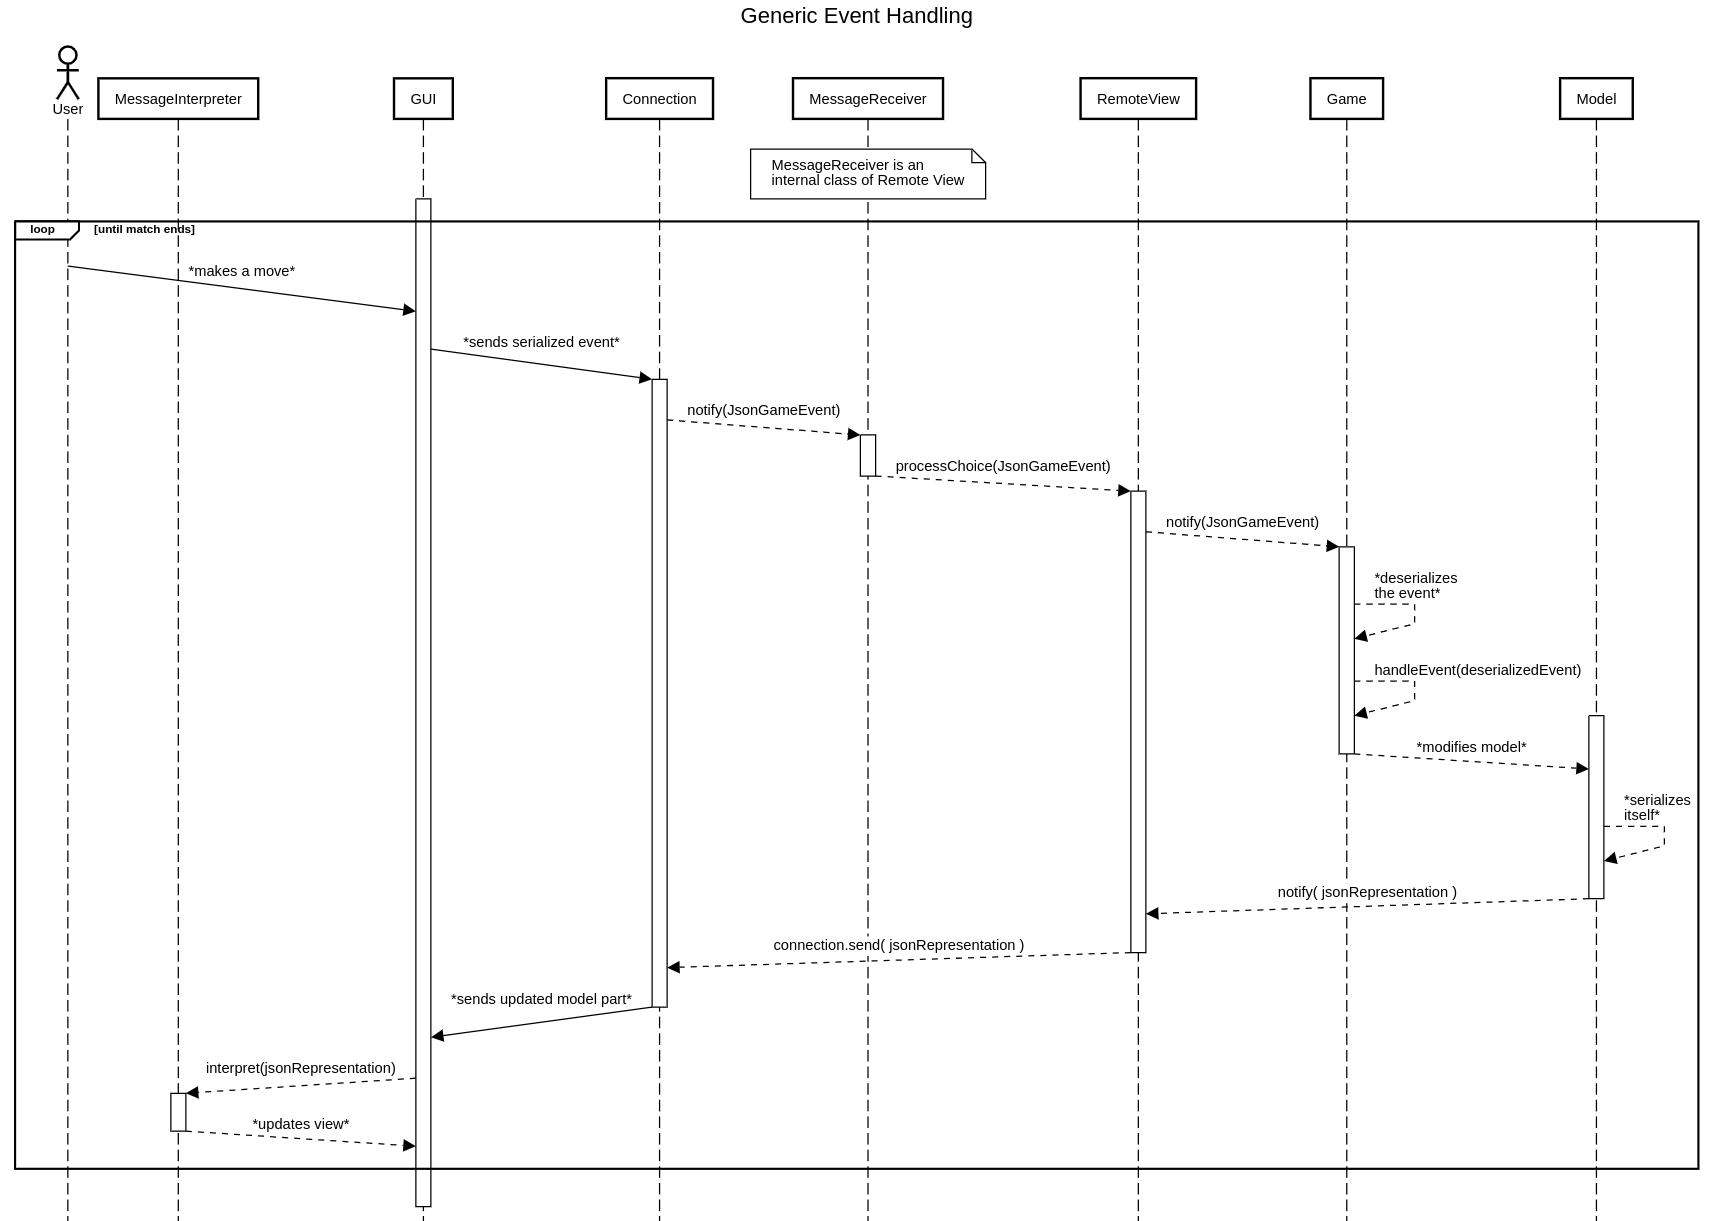 Generic Event Handling
User
MessageInterpreter
GUI
Connection
MessageReceiver
RemoteView
Game
Model
MessageReceiver is an
internal class of Remote View
loop
[until match ends]
*makes a move*
*sends serialized event*
notify(JsonGameEvent)
processChoice(JsonGameEvent)
notify(JsonGameEvent)
*deserializes
the event*
handleEvent(deserializedEvent)
*modifies model*
*serializes
itself*
notify( jsonRepresentation )
connection.send( jsonRepresentation )
*sends updated model part*
interpret(jsonRepresentation)
*updates view*